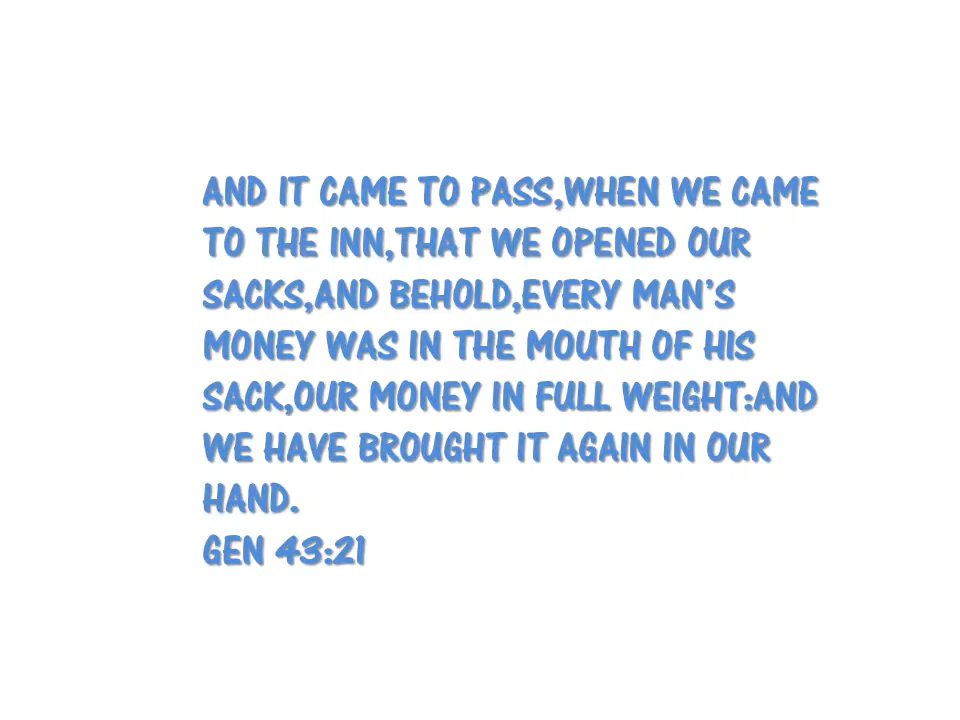 AND IT CAME TO PASS,WHEN WE CAME
TO THE INN,THAT WE OPENED OUR
SACKS,AND BEHOLD,EVERY MAN’S
MONEY WAS IN THE MOUTH OF HIS
SACK,OUR MONEY IN FULL WEIGHT:AND
WE HAVE BROUGHT IT AGAIN IN OUR
HAND.
GEN 43:21